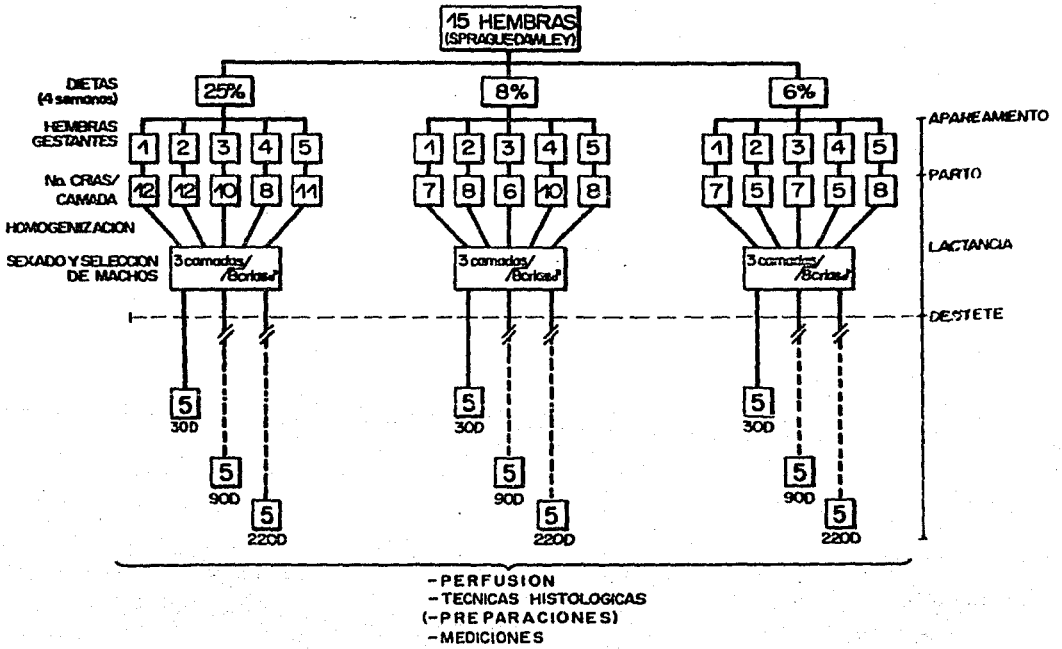 15 HEMBRAS
(SPRAGUE-DAWLEY)
DIETAS
(4 semanas)
25%
8%
6%
APAREAMIENTO
HEMBRAS
GESTANTES
1 2 3 4 5
1 2 3 4 5
1 2 3 4 5
PARTO
No. CRIAS/
CAMADA
12 12 10 8 11
7 8 6 10 8
7 5 7 5 8
HOMOGENIZACION
LACTANCIA
SEXADO Y SELECCION
DE MACHOS
3 camadas/
/8crias♂
3 camadas/
/8crias♂
3 camadas/
/8crias♂
DESTETE
5
30D
5
30D
5
30D
5
90D
5
90D
5
90D
5
220D
5
220D
5
220D
-PERFUSION
-TECNICAS HISTOLOGICAS
(-PREPARACIONES)
-MEDICIONES